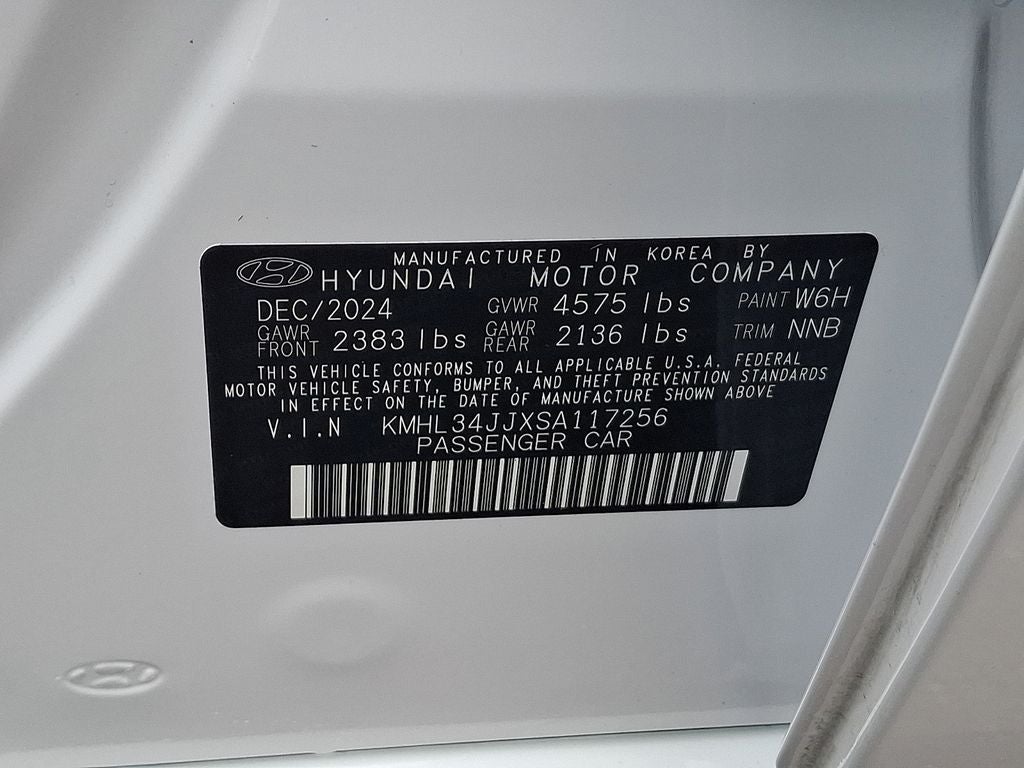 MANUFACTURED IN KOREA BY
HYUNDAI MOTOR COMPANY
DEC/2024 GVWR 4575 lbs PAINT W6H
GAWR FRONT 2383 lbs GAWR REAR 2136 lbs TRIM NNB
THIS VEHICLE CONFORMS TO ALL APPLICABLE U.S.A. FEDERAL
MOTOR VEHICLE SAFETY, BUMPER, AND THEFT PREVENTION STANDARDS
IN EFFECT ON THE DATE OF MANUFACTURE SHOWN ABOVE
V.I.N KMHL34JJXSA117256
PASSENGER CAR